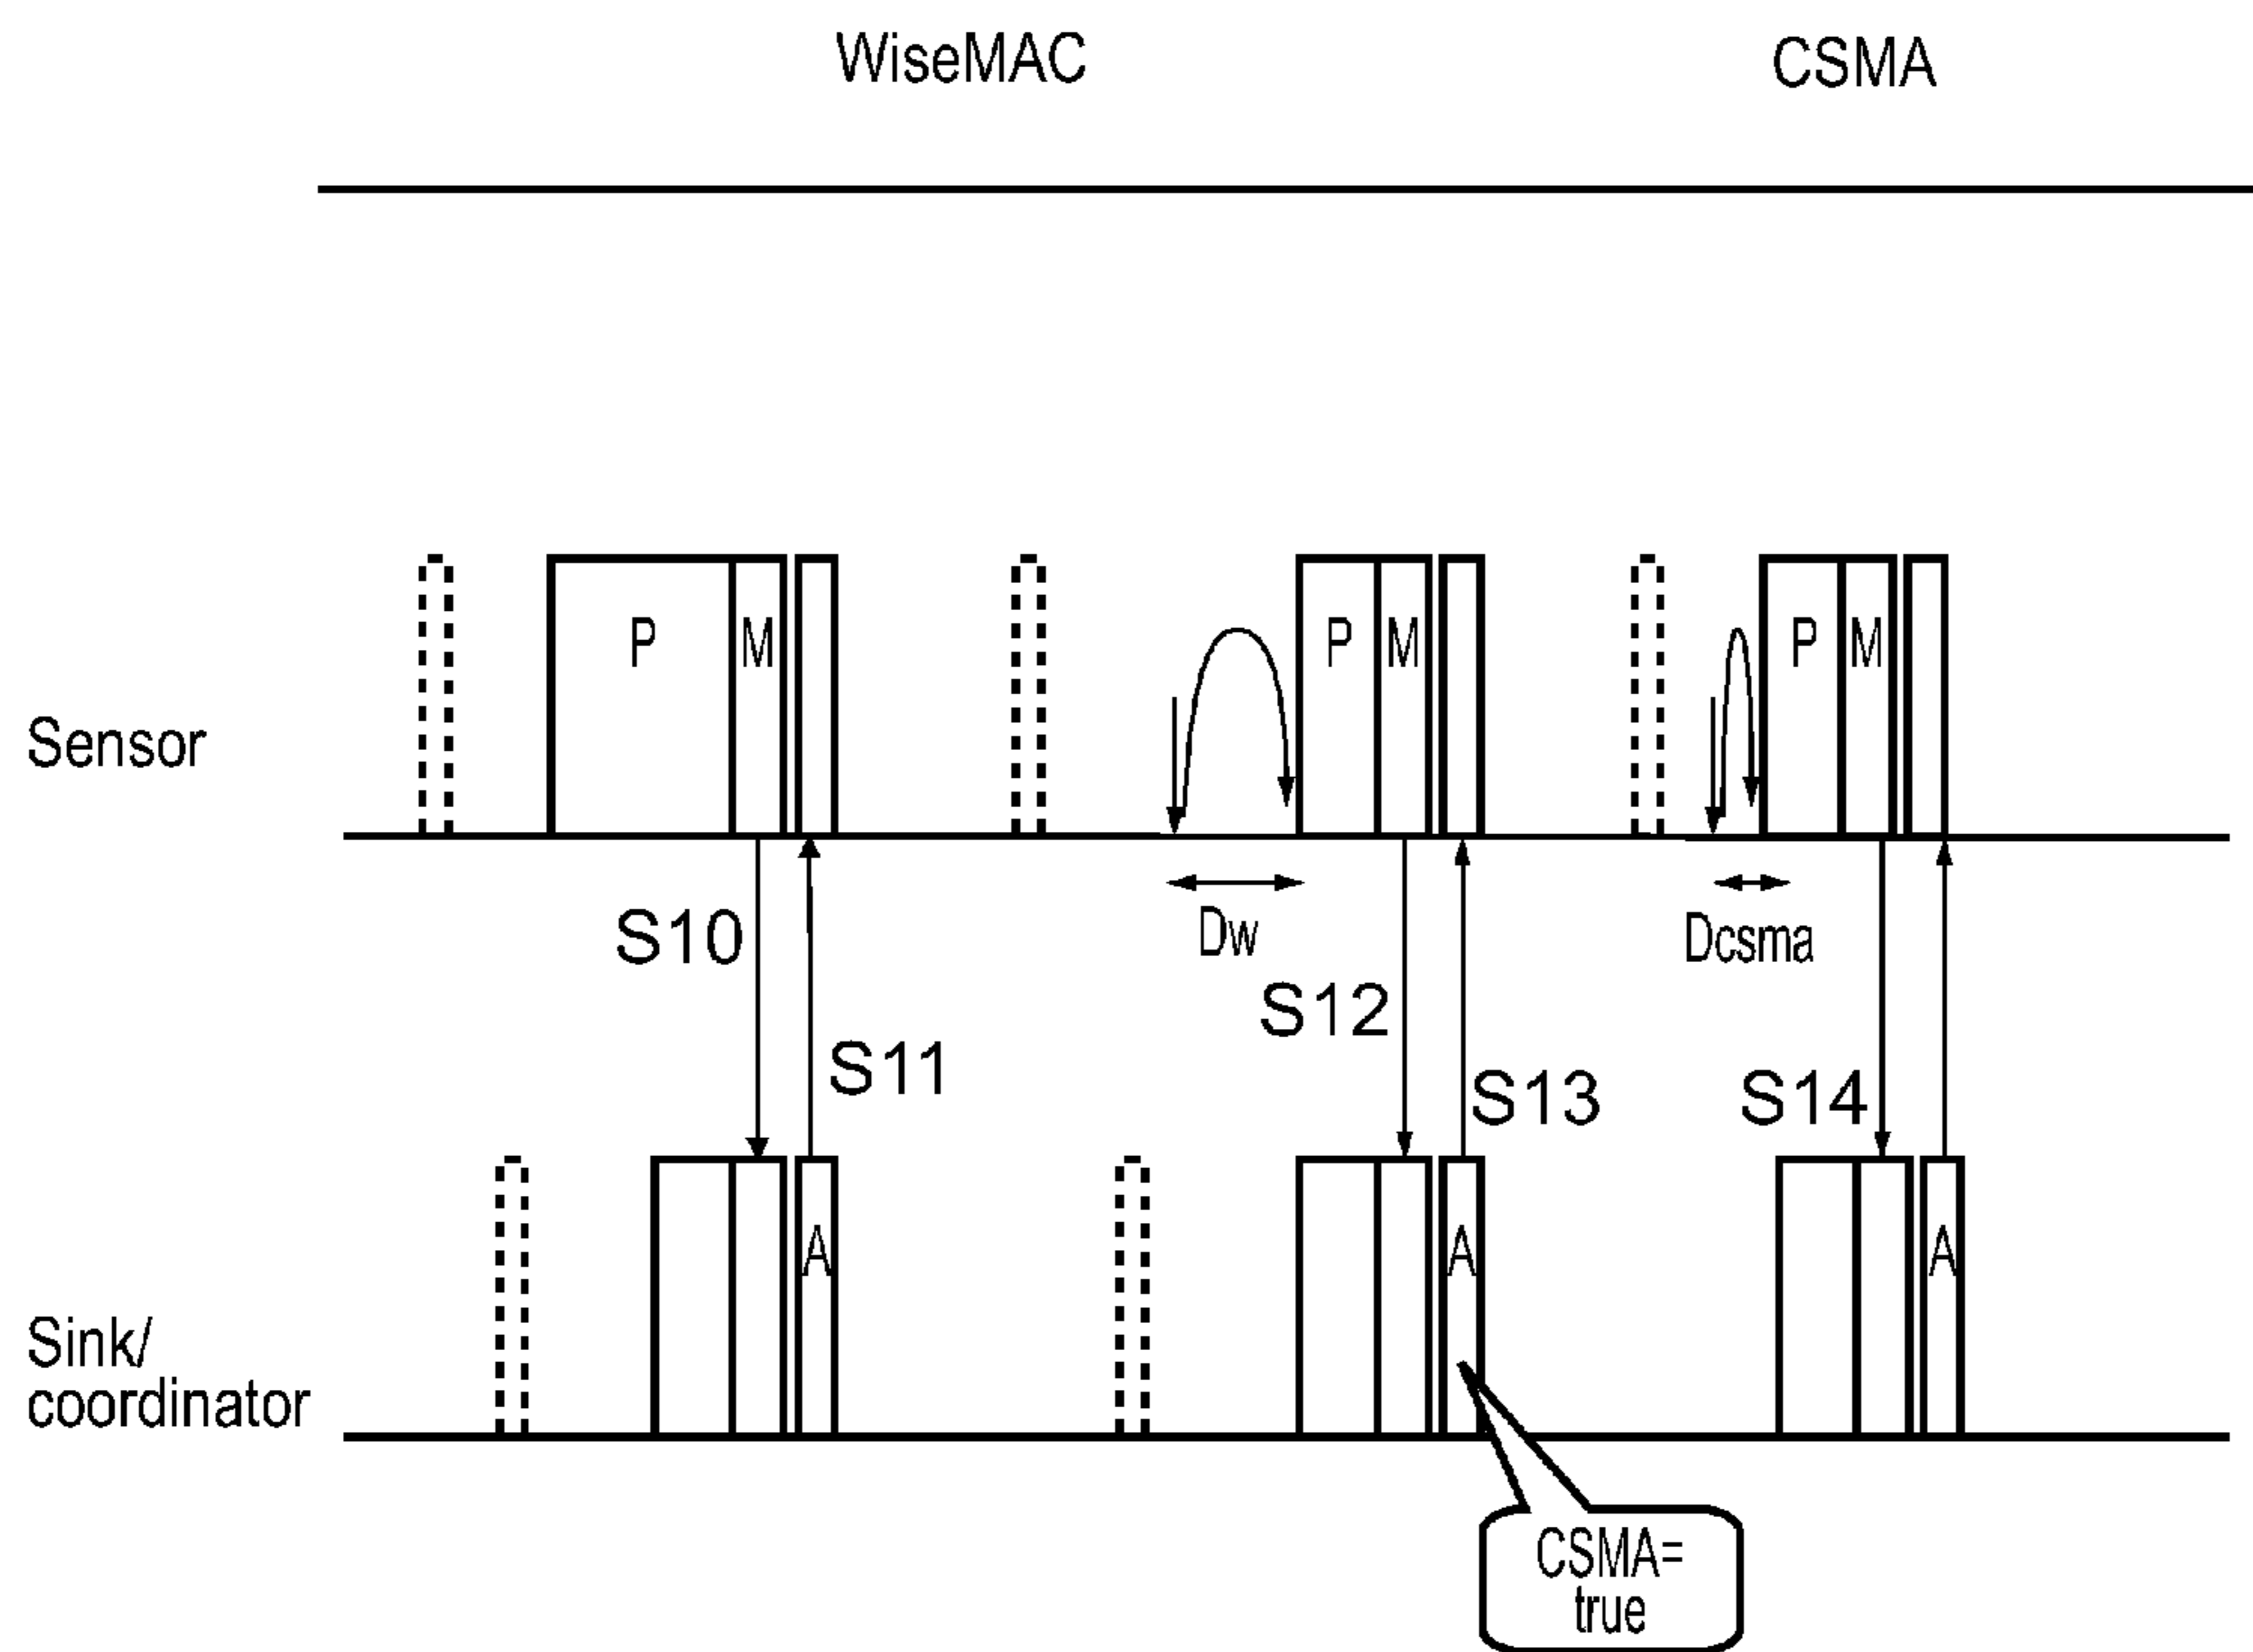 WiseMAC CSMA
P M P M P M
Sensor
Dw Dcsma
S10
S12
S11
S13 S14
A A A
Sink/
coordinator
CSMA=
true